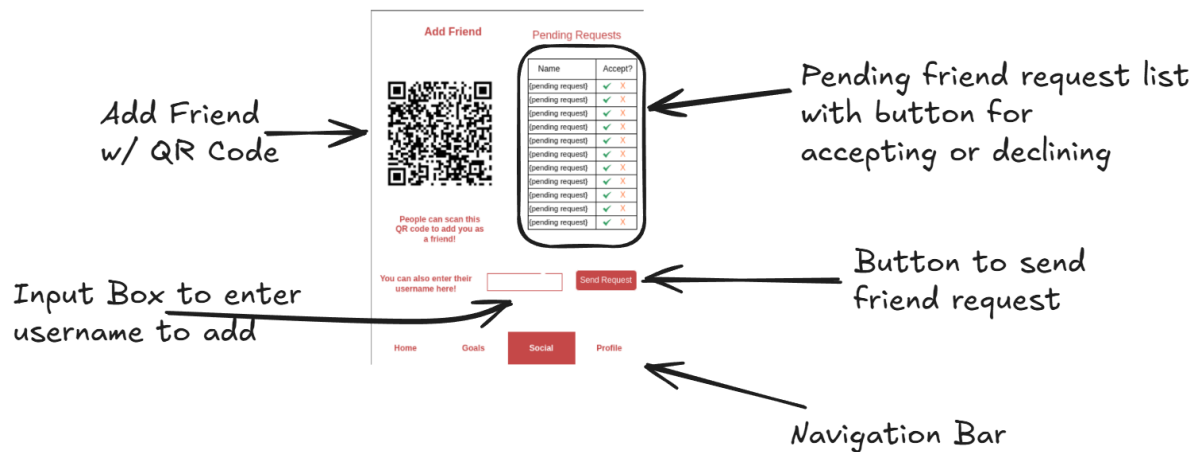 Add Friend
Pending Requests
Name Accept?
{pending request} ✓ X
{pending request} ✓ X
{pending request} ✓ X
{pending request} ✓ X
{pending request} ✓ X
{pending request} ✓ X
{pending request} ✓ X
{pending request} ✓ X
{pending request} ✓ X
{pending request} ✓ X
{pending request} ✓ X
Add Friend
w/ QR Code
Pending friend request list
with button for
accepting or declining
People can scan this
QR code to add you as
a friend!
You can also enter their
username here!
Send Request
Button to send
friend request
Input Box to enter
username to add
Home Goals Social Profile
Navigation Bar